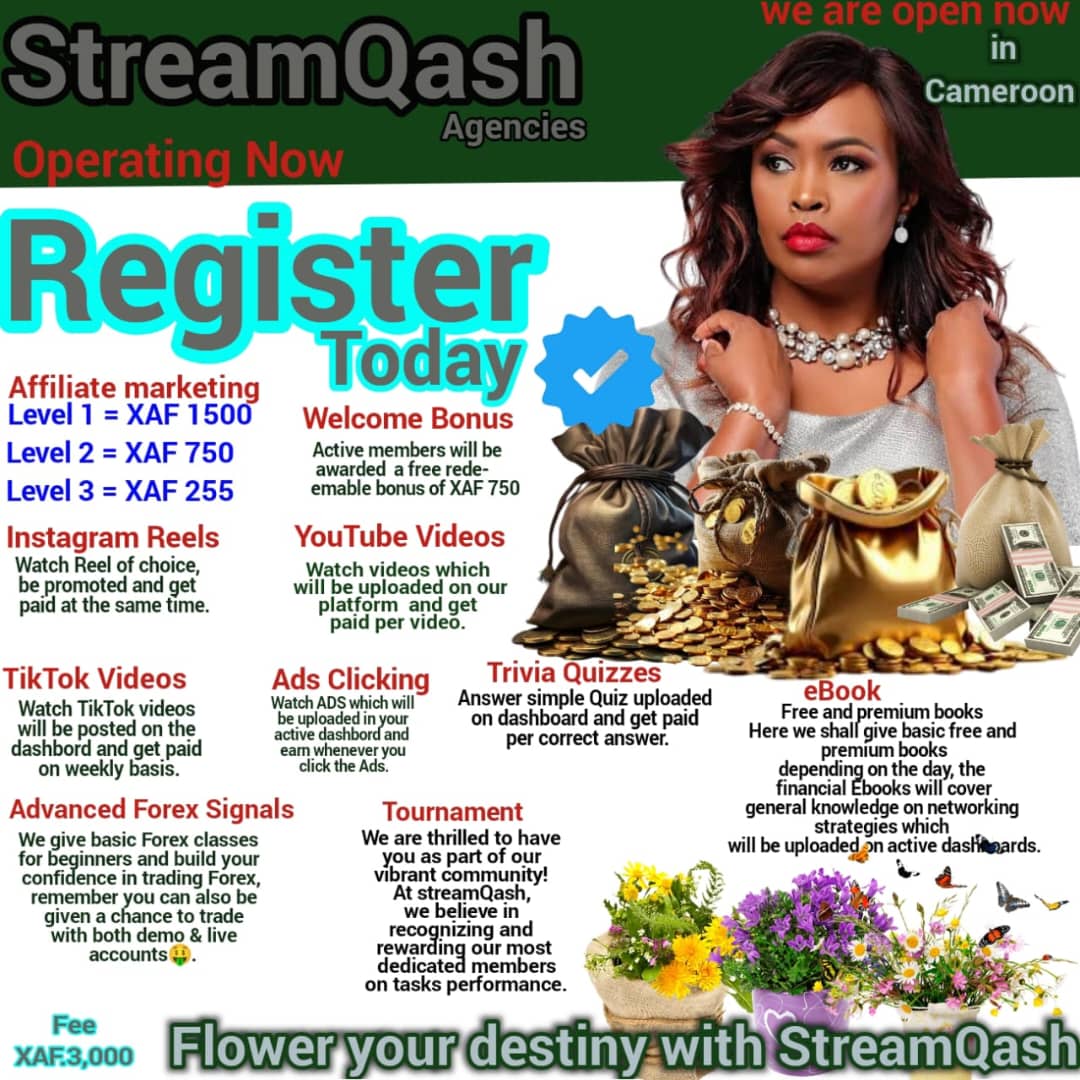 StreamQash
Agencies
we are open now
in
Cameroon
Operating Now
Register
Today
Affiliate marketing
Level 1 = XAF 1500
Level 2 = XAF 750
Level 3 = XAF 255
Welcome Bonus
Active members will be
awarded a free rede-
emable bonus of XAF 750
Instagram Reels
Watch Reel of choice,
be promoted and get
paid at the same time.
YouTube Videos
Watch videos which
will be uploaded on our
platform and get
paid per video.
TikTok Videos
Watch TikTok videos
will be posted on the
dashbord and get paid
on weekly basis.
Ads Clicking
Watch ADS which will
be uploaded in your
active dashbord and
earn whenever you
click the Ads.
Trivia Quizzes
Answer simple Quiz uploaded
on dashboard and get paid
per correct answer.
eBook
Free and premium books
Here we shall give basic free and
premium books
depending on the day, the
financial Ebooks will cover
general knowledge on networking
strategies which
will be uploaded on active dashboards.
Advanced Forex Signals
We give basic Forex classes
for beginners and build your
confidence in trading Forex,
remember you can also be
given a chance to trade
with both demo & live
accounts🤑.
Tournament
We are thrilled to have
you as part of our
vibrant community!
At streamQash,
we believe in
recognizing and
rewarding our most
dedicated members
on tasks performance.
Fee
XAF.3,000
Flower your destiny with StreamQash